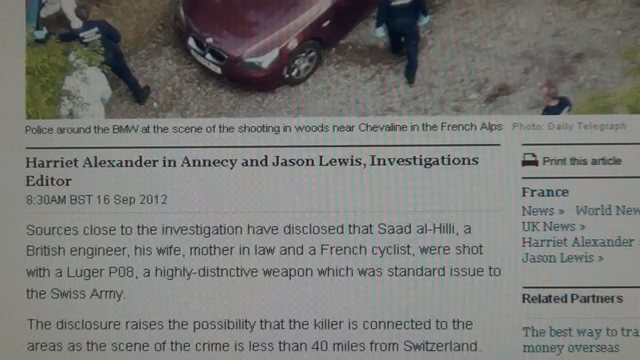 Police around the BMW at the scene of the shooting in woods near Chevaline in the French Alps Photo: Daily Telegraph
Harriet Alexander in Annecy and Jason Lewis, Investigations
Editor
8:30AM BST 16 Sep 2012
Sources close to the investigation have disclosed that Saad al-Hilli, a
British engineer, his wife, mother in law and a French cyclist, were shot
with a Luger P08, a highly-distnctive weapon which was standard issue to
the Swiss Army.
The disclosure raises the possibility that the killer is connected to the
areas as the scene of the crime is less than 40 miles from Switzerland.
Print this article
France
News » World New
UK News »
Harriet Alexander
Jason Lewis »
Related Partners
The best way to tra
money overseas